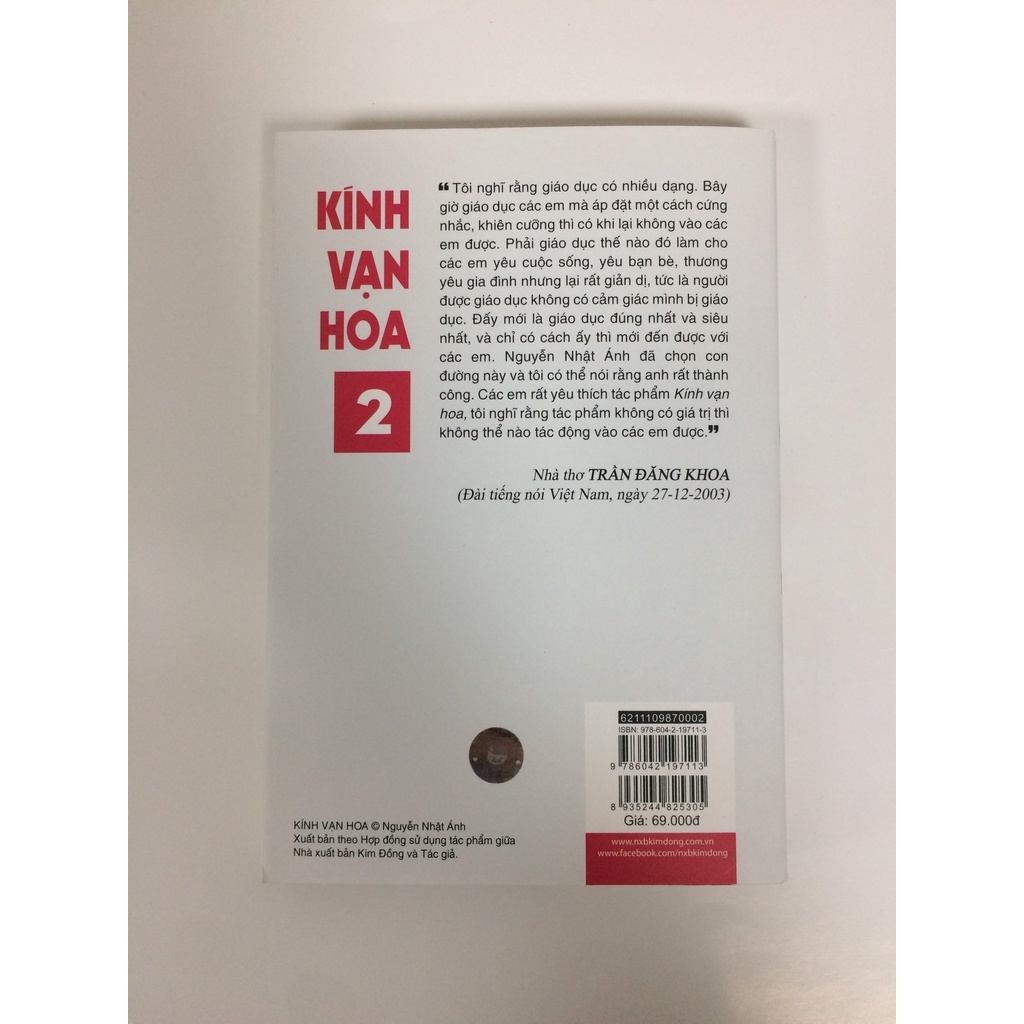 KÍNH
VẠN
HOA
2
❝Tôi nghĩ rằng giáo dục có nhiều dạng. Bây
giờ giáo dục các em mà áp đặt một cách cứng
nhắc, khiên cưỡng thì có khi lại không vào các
em được. Phải giáo dục thế nào đó làm cho
các em yêu cuộc sống, yêu bạn bè, thương
yêu gia đình nhưng lại rất giản dị, tức là người
được giáo dục không có cảm giác mình bị giáo
dục. Đấy mới là giáo dục đúng nhất và siêu
nhất, và chỉ có cách ấy thì mới đến được với
các em. Nguyễn Nhật Ánh đã chọn con
đường này và tôi có thể nói rằng anh rất thành
công. Các em rất yêu thích tác phẩm Kính vạn
hoa, tôi nghĩ rằng tác phẩm không có giá trị thì
không thể nào tác động vào các em được.❞
Nhà thơ TRẦN ĐĂNG KHOA
(Đài tiếng nói Việt Nam, ngày 27-12-2003)
6211109870002
ISBN: 978-604-2-19711-3
9 786042 197113
8 935244 825305
Giá: 69.000đ
www.nxbkimdong.com.vn
www.facebook.com/nxbkimdong
KÍNH VẠN HOA © Nguyễn Nhật Ánh
Xuất bản theo Hợp đồng sử dụng tác phẩm giữa
Nhà xuất bản Kim Đồng và Tác giả.